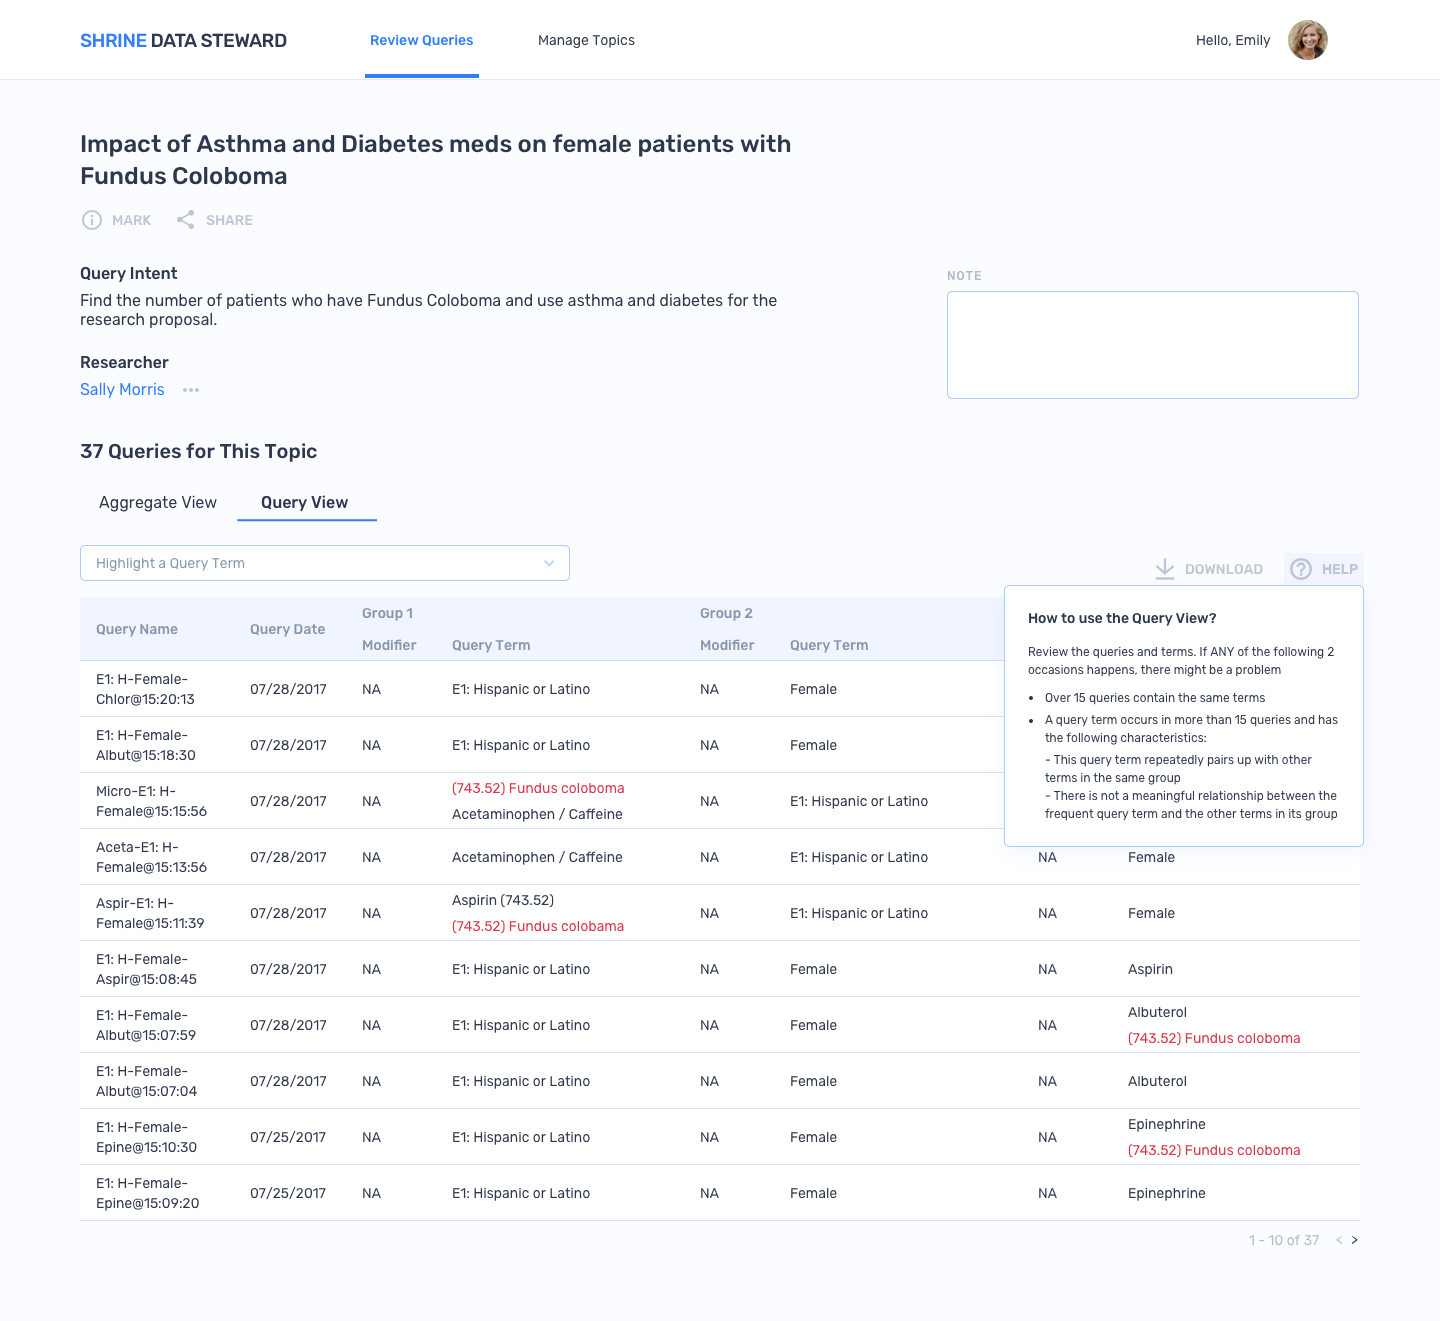 SHRINE DATA STEWARD
Review Queries
Manage Topics
Hello, Emily
Impact of Asthma and Diabetes meds on female patients with
Fundus Coloboma
MARK
SHARE
Query Intent
Find the number of patients who have Fundus Coloboma and use asthma and diabetes for the
research proposal.
NOTE
Researcher
Sally Morris
37 Queries for This Topic
Aggregate View
Query View
Highlight a Query Term
DOWNLOAD
HELP
How to use the Query View?
Review the queries and terms. If ANY of the following 2
occasions happens, there might be a problem
• Over 15 queries contain the same terms
• A query term occurs in more than 15 queries and has
the following characteristics:
- This query term repeatedly pairs up with other
terms in the same group
- There is not a meaningful relationship between the
frequent query term and the other terms in its group
Query Name Query Date Group 1 Group 2
Modifier Query Term Modifier Query Term
E1: H-Female-
Chlor@15:20:13 07/28/2017 NA E1: Hispanic or Latino NA Female
E1: H-Female-
Albut@15:18:30 07/28/2017 NA E1: Hispanic or Latino NA Female
Micro-E1: H-
Female@15:15:56 07/28/2017 NA (743.52) Fundus coloboma
Acetaminophen / Caffeine NA E1: Hispanic or Latino
Aceta-E1: H-
Female@15:13:56 07/28/2017 NA Acetaminophen / Caffeine NA E1: Hispanic or Latino NA Female
Aspir-E1: H-
Female@15:11:39 07/28/2017 NA Aspirin (743.52)
(743.52) Fundus colobama NA E1: Hispanic or Latino NA Female
E1: H-Female-
Aspir@15:08:45 07/28/2017 NA E1: Hispanic or Latino NA Female NA Aspirin
E1: H-Female-
Albut@15:07:59 07/28/2017 NA E1: Hispanic or Latino NA Female NA Albuterol
(743.52) Fundus coloboma
E1: H-Female-
Albut@15:07:04 07/28/2017 NA E1: Hispanic or Latino NA Female NA Albuterol
E1: H-Female-
Epine@15:10:30 07/25/2017 NA E1: Hispanic or Latino NA Female NA Epinephrine
(743.52) Fundus coloboma
E1: H-Female-
Epine@15:09:20 07/25/2017 NA E1: Hispanic or Latino NA Female NA Epinephrine
1 - 10 of 37 < >